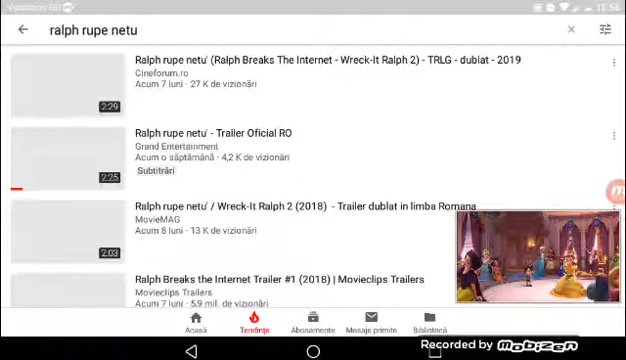 Vodafone RO
12:54
ralph rupe netu
Ralph rupe netu' (Ralph Breaks The Internet - Wreck-It Ralph 2) - TRLG - dublat - 2019
Cineforum.ro
Acum 7 luni · 27 K de vizionări
2:29
Ralph rupe netu' - Trailer Oficial RO
Grand Entertainment
Acum o săptămână · 4,2 K de vizionări
Subtitrări
2:25
Ralph rupe netu' / Wreck-It Ralph 2 (2018) - Trailer dublat in limba Romana
MovieMAG
Acum 8 luni · 13 K de vizionări
2:03
Ralph Breaks the Internet Trailer #1 (2018) | Movieclips Trailers
Movieclips Trailers
Acum 7 luni · 5,9 mil. de vizionări
Acasă
Tendințe
Abonamente
Mesaje primite
Bibliotecă
Recorded by mobizen